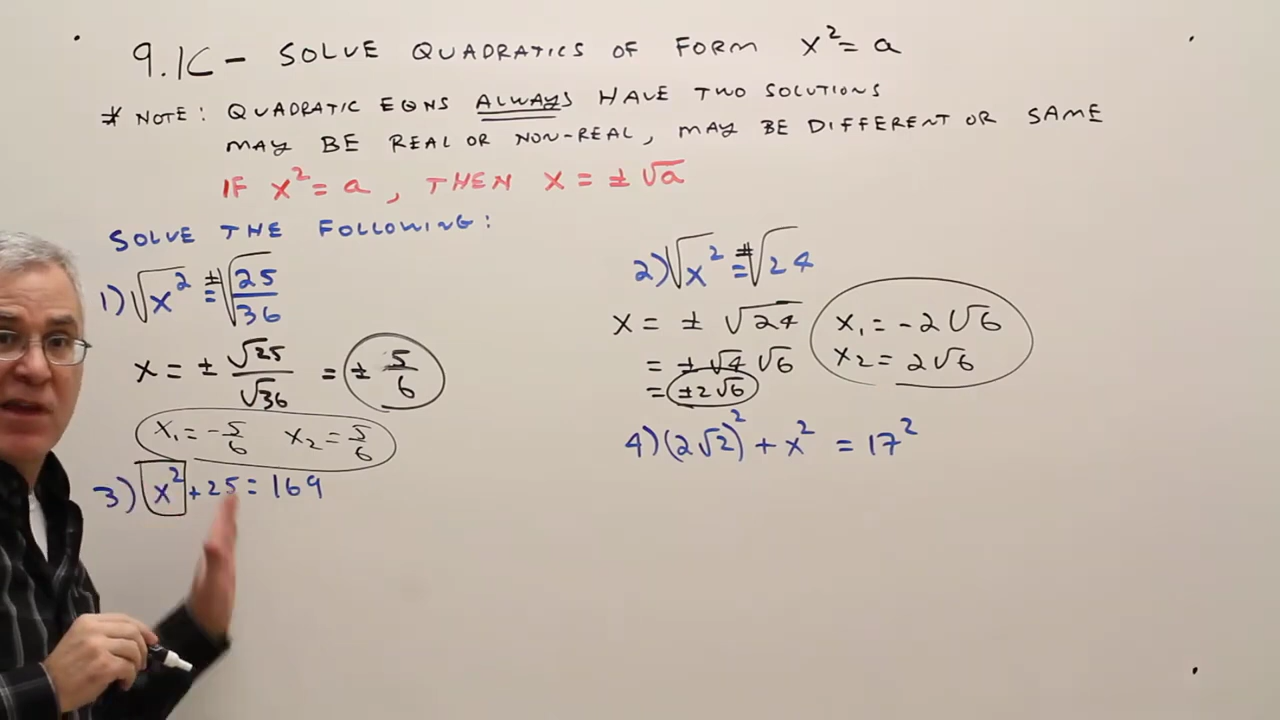 9.1C - SOLVE QUADRATICS OF FORM x² = a
* NOTE: QUADRATIC EQNS ALWAYS HAVE TWO SOLUTIONS
MAY BE REAL OR NON-REAL, MAY BE DIFFERENT OR SAME
IF x² = a, THEN x = ± √a
SOLVE THE FOLLOWING:
1) √x² = ±√25/36
x = ± √25/√36 = ± 5/6
x₁ = -5/6 x₂ = 5/6
3) x² + 25 = 169
2) √x² = ±√24
x = ± √24
= ± √4 √6
= ±2√6
x₁ = -2√6
x₂ = 2√6
4) (2√2)² + x² = 17²